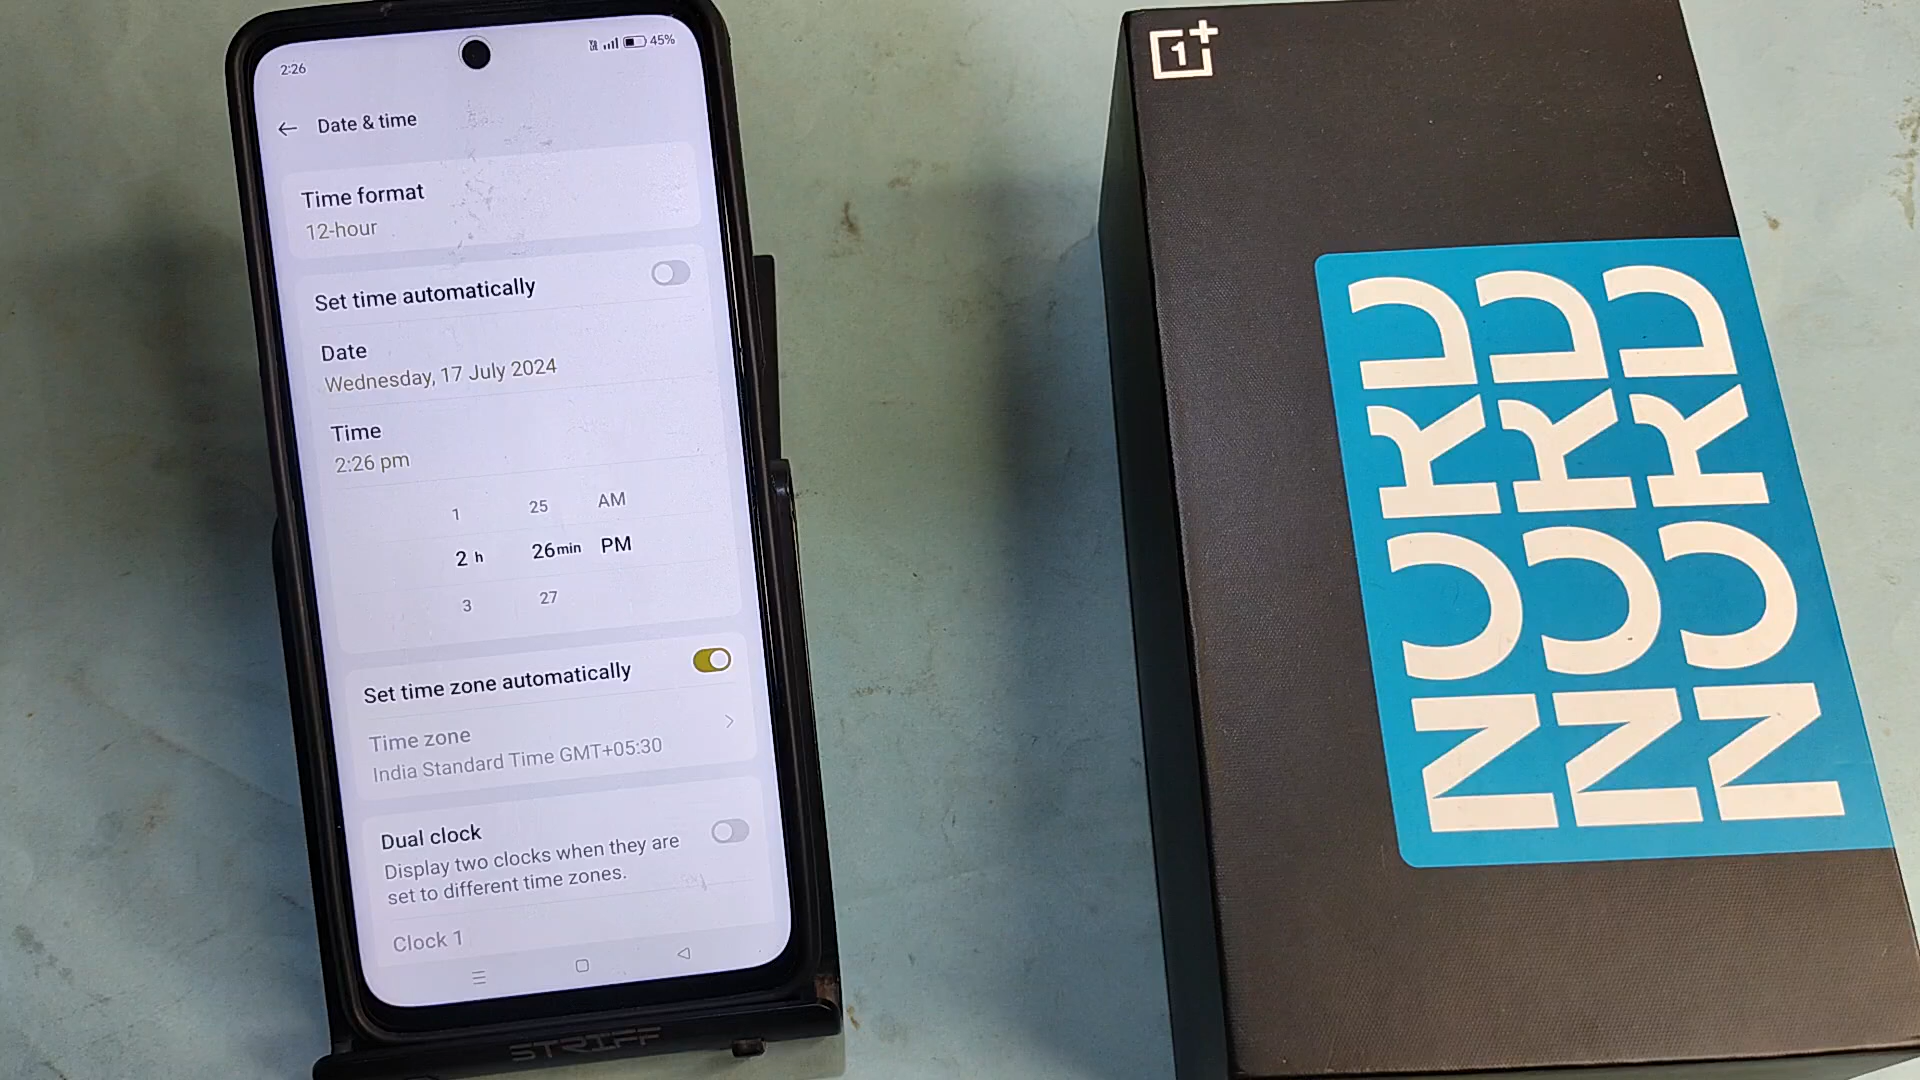 2:26
45%
Date & time
Time format
12-hour
Set time automatically
Date
Wednesday, 17 July 2024
Time
2:26 pm
1 25 AM
2 h 26 min PM
3 27
Set time zone automatically
Time zone
India Standard Time GMT+05:30
Dual clock
Display two clocks when they are
set to different time zones.
Clock 1
STRIFF
1+
NORD
NORD
NORD